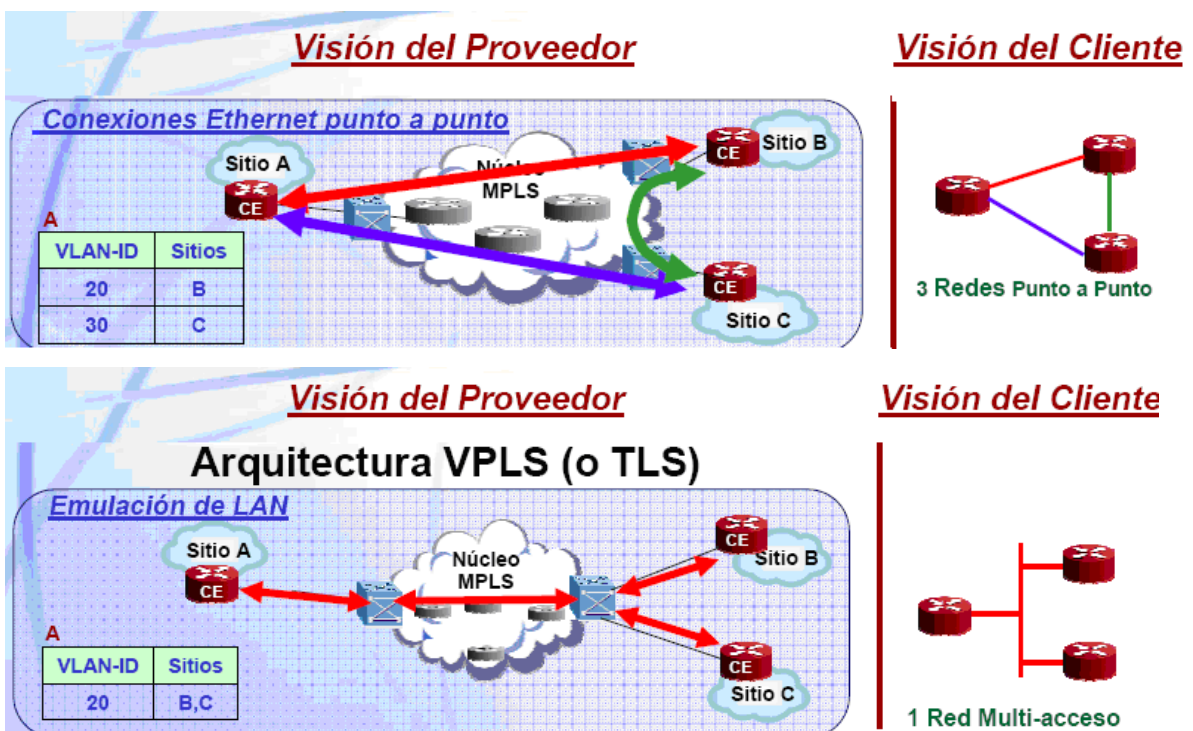 Visión del Proveedor
Visión del Cliente
Conexiones Ethernet punto a punto
Sitio A
CE
Núcleo
MPLS
CE
Sitio B
CE
Sitio C
A
VLAN-ID Sitios
20 B
30 C
3 Redes Punto a Punto
Visión del Proveedor
Visión del Cliente
Arquitectura VPLS (o TLS)
Emulación de LAN
Sitio A
CE
Núcleo
MPLS
CE
Sitio B
CE
Sitio C
A
VLAN-ID Sitios
20 B,C
1 Red Multi-acceso